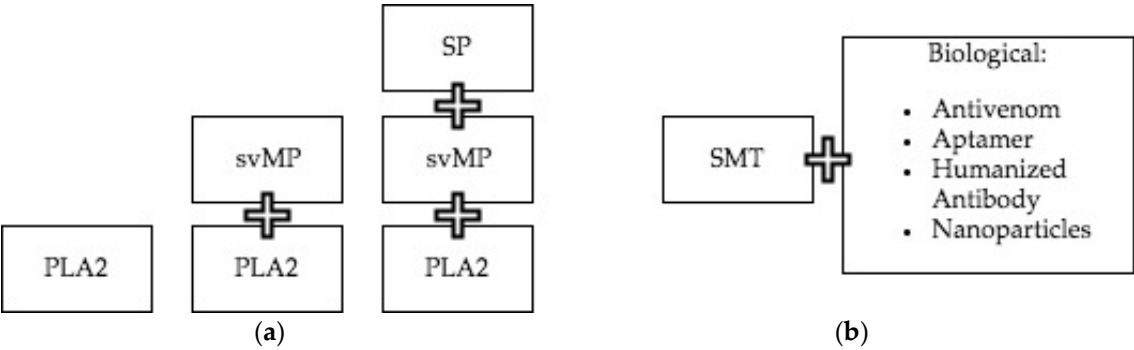 SP
svMP
svMP
PLA2
PLA2
PLA2
(a)
SMT
Biological:
• Antivenom
• Aptamer
• Humanized
Antibody
• Nanoparticles
(b)